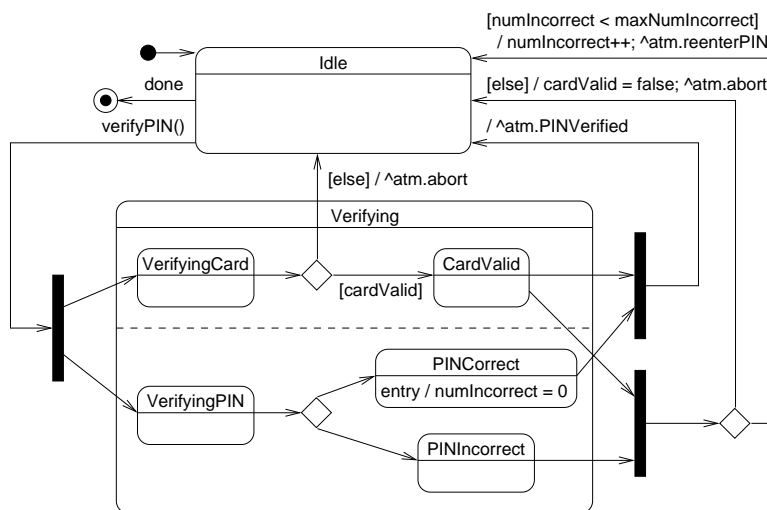 [numIncorrect < maxNumIncorrect]
/ numIncorrect++; ^atm.reenterPIN
Idle
done
[else] / cardValid = false; ^atm.abort
verifyPIN()
/ ^atm.PINVerified
[else] / ^atm.abort
Verifying
VerifyingCard
CardValid
[cardValid]
PINCorrect
entry / numIncorrect = 0
VerifyingPIN
PINIncorrect